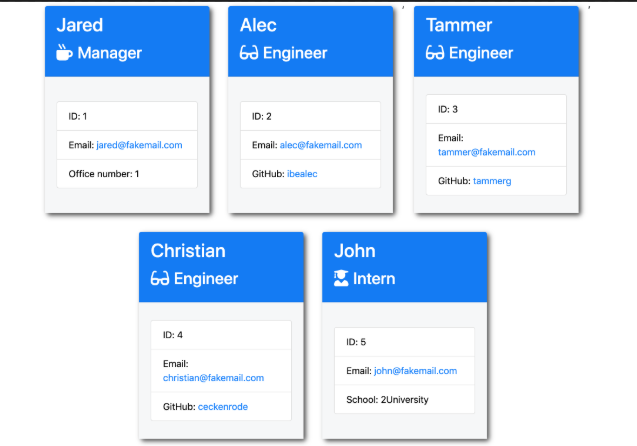 Jared
Manager
ID: 1
Email: jared@fakemail.com
Office number: 1
Alec
Engineer
ID: 2
Email: alec@fakemail.com
GitHub: ibealec
,
Tammer
Engineer
ID: 3
Email:
tammer@fakemail.com
GitHub: tammerg
,
Christian
Engineer
ID: 4
Email:
christian@fakemail.com
GitHub: ceckenrode
John
Intern
ID: 5
Email: john@fakemail.com
School: 2University